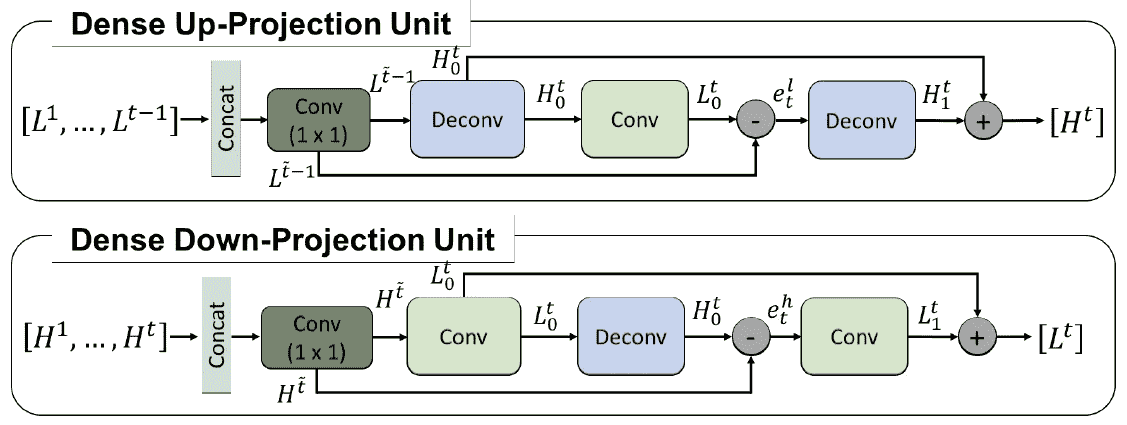 Dense Up-Projection Unit
[L^1, …, L^{t-1}]
Concat
Conv
(1 x 1)
L^{\tilde{t}-1}
L^{\tilde{t}-1}
Deconv
H_0^t
H_0^t
Conv
L_0^t
-
e_t^l
Deconv
H_1^t
+
[H^t]
Dense Down-Projection Unit
[H^1, …, H^t]
Concat
Conv
(1 x 1)
H^{\tilde{t}}
H^{\tilde{t}}
Conv
L_0^t
L_0^t
Deconv
H_0^t
-
e_t^h
Conv
L_1^t
+
[L^t]